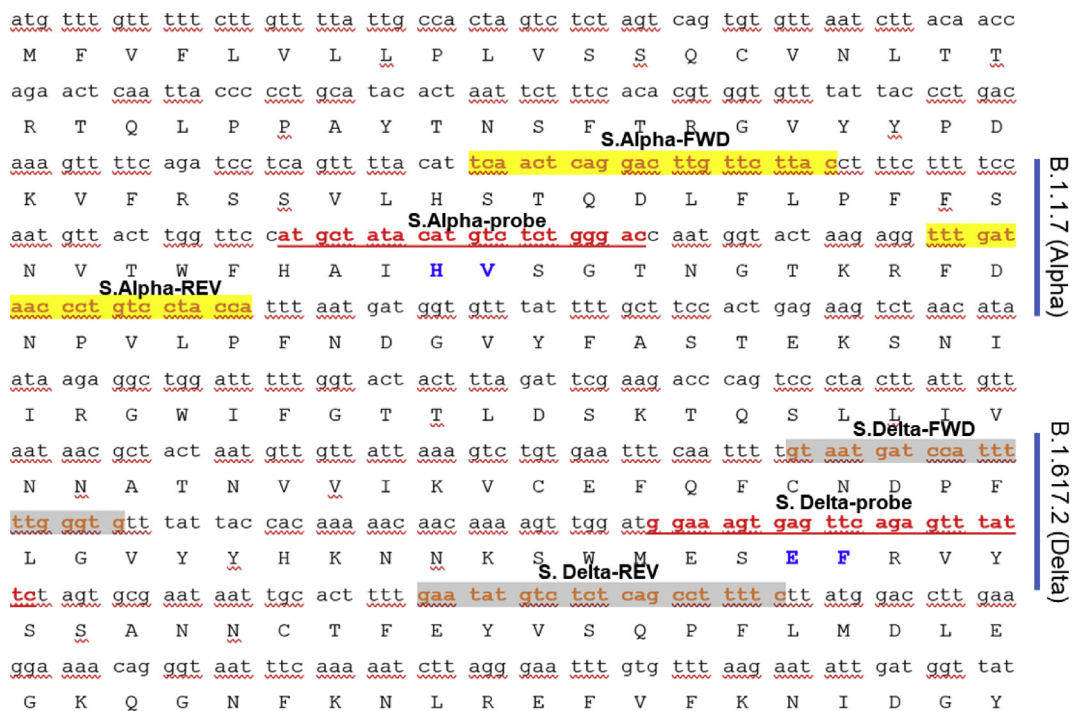 atg ttt gtt ttt ctt gtt tta ttg cca cta gtc tct agt cag tgt gtt aat ctt aca acc
M F V F L V L L P L V S S Q C V N L T T
aga act caa tta ccc cct gca tac act aat tct ttc aca cgt ggt gtt tat tac cct gac
R T Q L P P A Y T N S F T R G V Y Y P D
S.Alpha-FWD
aaa gtt ttc aga tcc tca gtt tta cat tca act cag gac ttg ttc tta cct ttc ttt tcc
K V F R S S V L H S T Q D L F L P F F S
S.Alpha-probe
aat gtt act tgg ttc cat gct ata cat gtc tct ggg acc aat ggt act aag agg ttt gat
N V T W F H A I H V S G T N G T K R F D
S.Alpha-REV
aac cct gtc cta cca ttt aat gat ggt gtt tat ttt gct tcc act gag aag tct aac ata
N P V L P F N D G V Y F A S T E K S N I
ata aga ggc tgg att ttt ggt act act tta gat tcg aag acc cag tcc cta ctt att gtt
I R G W I F G T T L D S K T Q S L L I V
S.Delta-FWD
aat aac gct act aat gtt gtt att aaa gtc tgt gaa ttt caa ttt tgt aat gat cca ttt
N N A T N V V I K V C E F Q F C N D P F
S. Delta-probe
ttg ggt gtt tat tac cac aaa aac aac aaa agt tgg atg gaa agt gag ttc aga gtt tat
L G V Y Y H K N N K S W M E S E F R V Y
S. Delta-REV
tct agt gcg aat aat tgc act ttt gaa tat gtc tct cag cct ttt ctt atg gac ctt gaa
S S A N N C T F E Y V S Q P F L M D L E
gga aaa cag ggt aat ttc aaa aat ctt agg gaa ttt gtg ttt aag aat att gat ggt tat
G K Q G N F K N L R E F V F K N I D G Y
B.1.1.7 (Alpha)
B.1.617.2 (Delta)